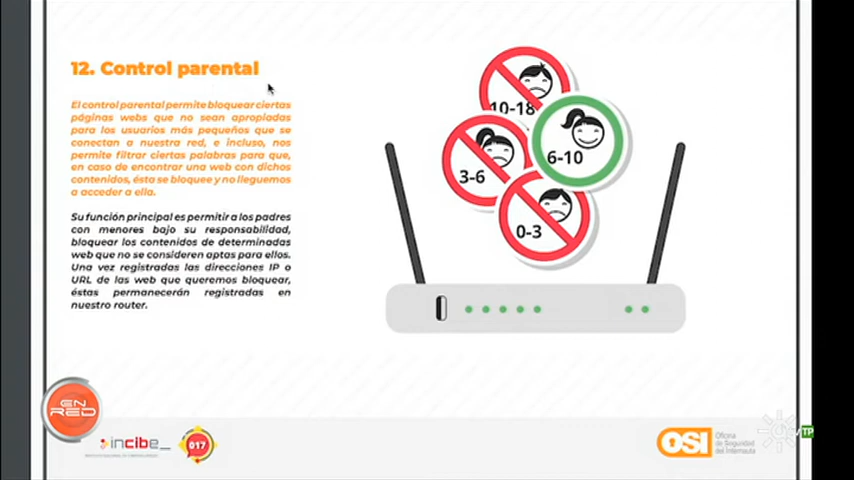 12. Control parental
El control parental permite bloquear ciertas
páginas webs que no sean apropiadas
para los usuarios más pequeños que se
conectan a nuestra red, e incluso, nos
permite filtrar ciertas palabras para que,
en caso de encontrar una web con dichos
contenidos, ésta se bloquee y no lleguemos
a acceder a ella.
Su función principal es permitir a los padres
con menores bajo su responsabilidad,
bloquear los contenidos de determinadas
web que no se consideren aptas para ellos.
Una vez registradas las direcciones IP o
URL de las web que queremos bloquear,
éstas permanecerán registradas en
nuestro router.
10-18
6-10
3-6
0-3
EN
RED
incibe_
017
OSI
Oficina
de Seguridad
del Internauta
TP